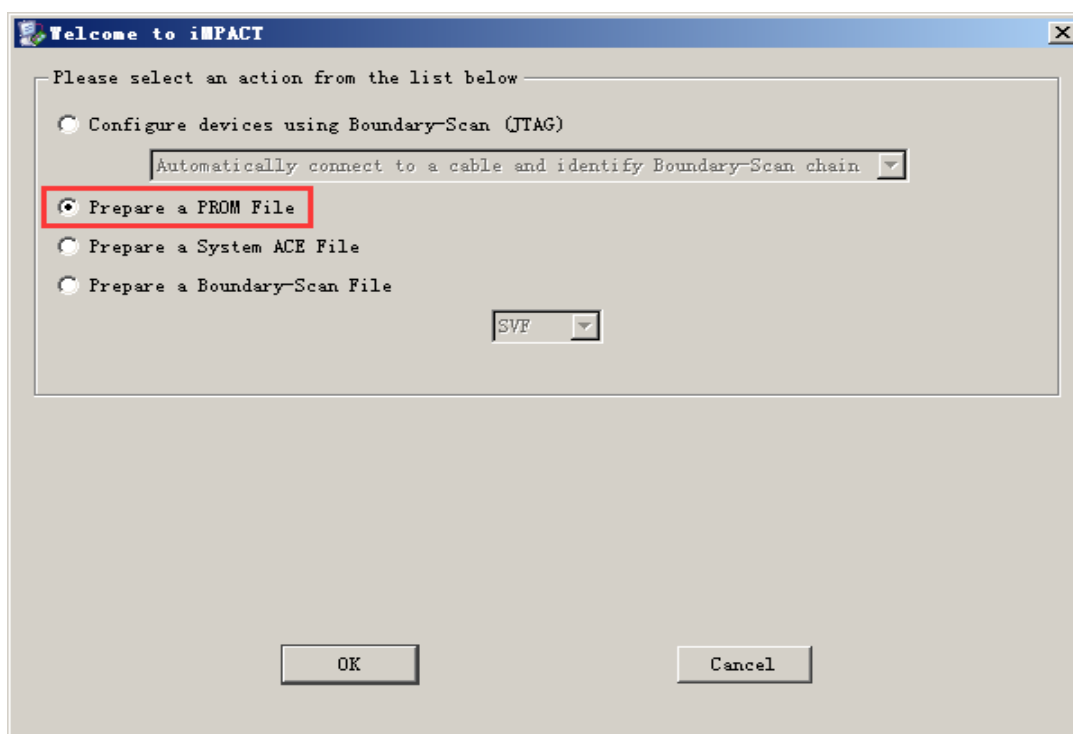 Welcome to iMPACT
Please select an action from the list below
Configure devices using Boundary-Scan (JTAG)
Automatically connect to a cable and identify Boundary-Scan chain
Prepare a PROM File
Prepare a System ACE File
Prepare a Boundary-Scan File
SVF
OK
Cancel